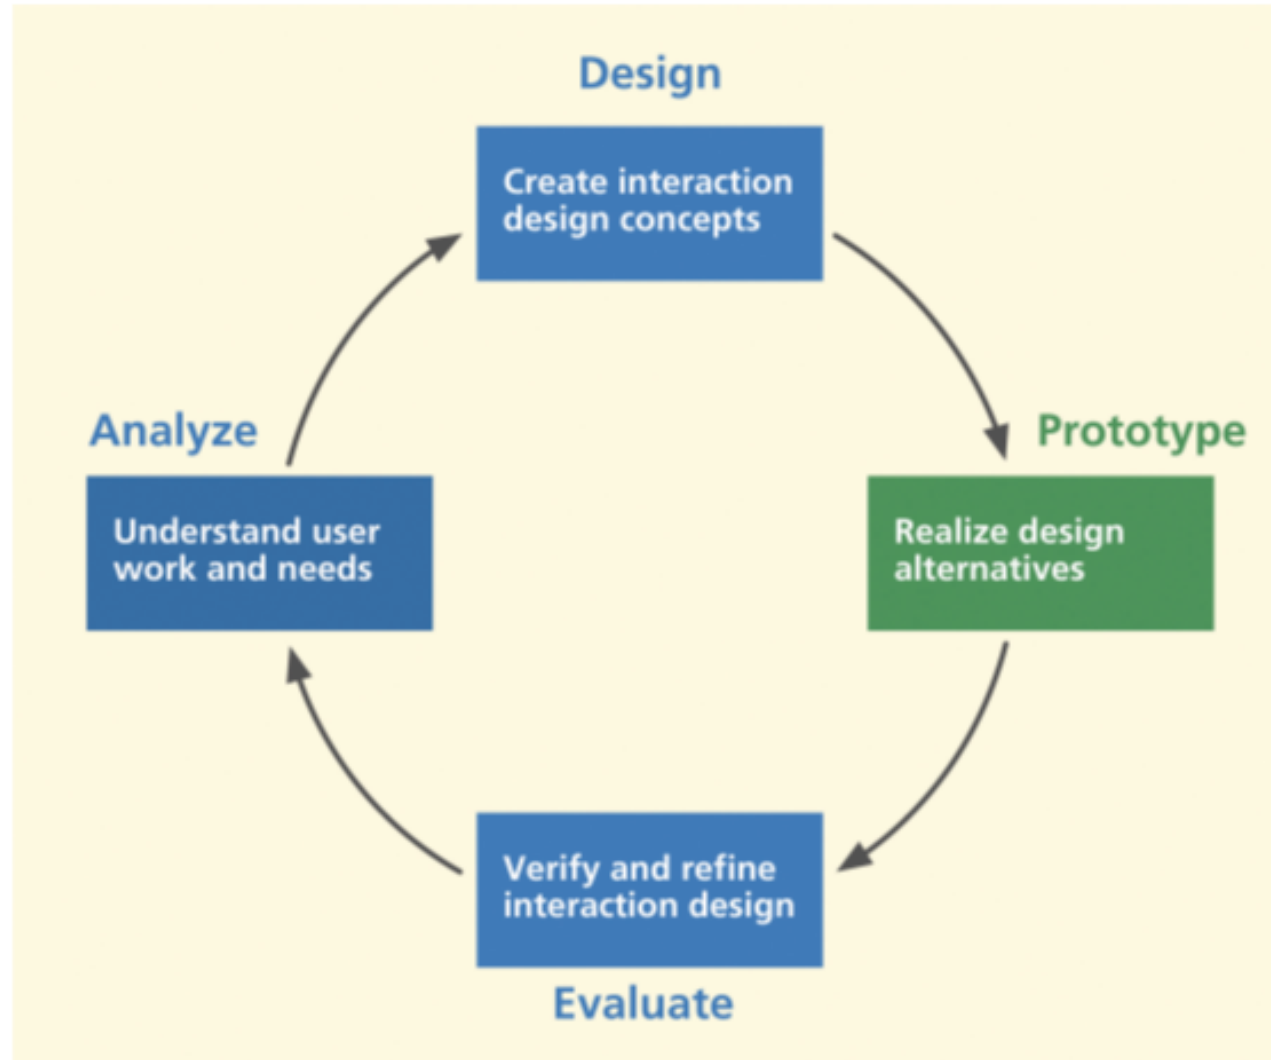 Design
Create interaction
design concepts
Analyze
Prototype
Understand user
work and needs
Realize design
alternatives
Verify and refine
interaction design
Evaluate